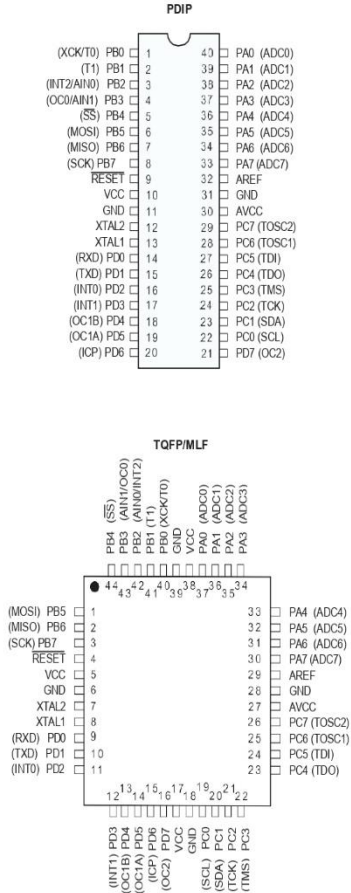 PDIP
(XCK/T0) PB0 1 40 PA0 (ADC0)
(T1) PB1 2 39 PA1 (ADC1)
(INT2/AIN0) PB2 3 38 PA2 (ADC2)
(OC0/AIN1) PB3 4 37 PA3 (ADC3)
(SS) PB4 5 36 PA4 (ADC4)
(MOSI) PB5 6 35 PA5 (ADC5)
(MISO) PB6 7 34 PA6 (ADC6)
(SCK) PB7 8 33 PA7 (ADC7)
RESET 9 32 AREF
VCC 10 31 GND
GND 11 30 AVCC
XTAL2 12 29 PC7 (TOSC2)
XTAL1 13 28 PC6 (TOSC1)
(RXD) PD0 14 27 PC5 (TDI)
(TXD) PD1 15 26 PC4 (TDO)
(INT0) PD2 16 25 PC3 (TMS)
(INT1) PD3 17 24 PC2 (TCK)
(OC1B) PD4 18 23 PC1 (SDA)
(OC1A) PD5 19 22 PC0 (SCL)
(ICP) PD6 20 21 PD7 (OC2)
TQFP/MLF
PB4 (SS)
PB3 (AIN1/OC0)
PB2 (AIN0/INT2)
PB1 (T1)
PB0 (XCK/T0)
GND
VCC
PA0 (ADC0)
PA1 (ADC1)
PA2 (ADC2)
PA3 (ADC3)
44 43 42 41 40 39 38 37 36 35 34
(MOSI) PB5 1 33 PA4 (ADC4)
(MISO) PB6 2 32 PA5 (ADC5)
(SCK) PB7 3 31 PA6 (ADC6)
RESET 4 30 PA7 (ADC7)
VCC 5 29 AREF
GND 6 28 GND
XTAL2 7 27 AVCC
XTAL1 8 26 PC7 (TOSC2)
(RXD) PD0 9 25 PC6 (TOSC1)
(TXD) PD1 10 24 PC5 (TDI)
(INT0) PD2 11 23 PC4 (TDO)
12 13 14 15 16 17 18 19 20 21 22
(INT1) PD3
(OC1B) PD4
(OC1A) PD5
(ICP) PD6
(OC2) PD7
VCC
GND
(SCL) PC0
(SDA) PC1
(SCK) PC2
(TMS) PC3